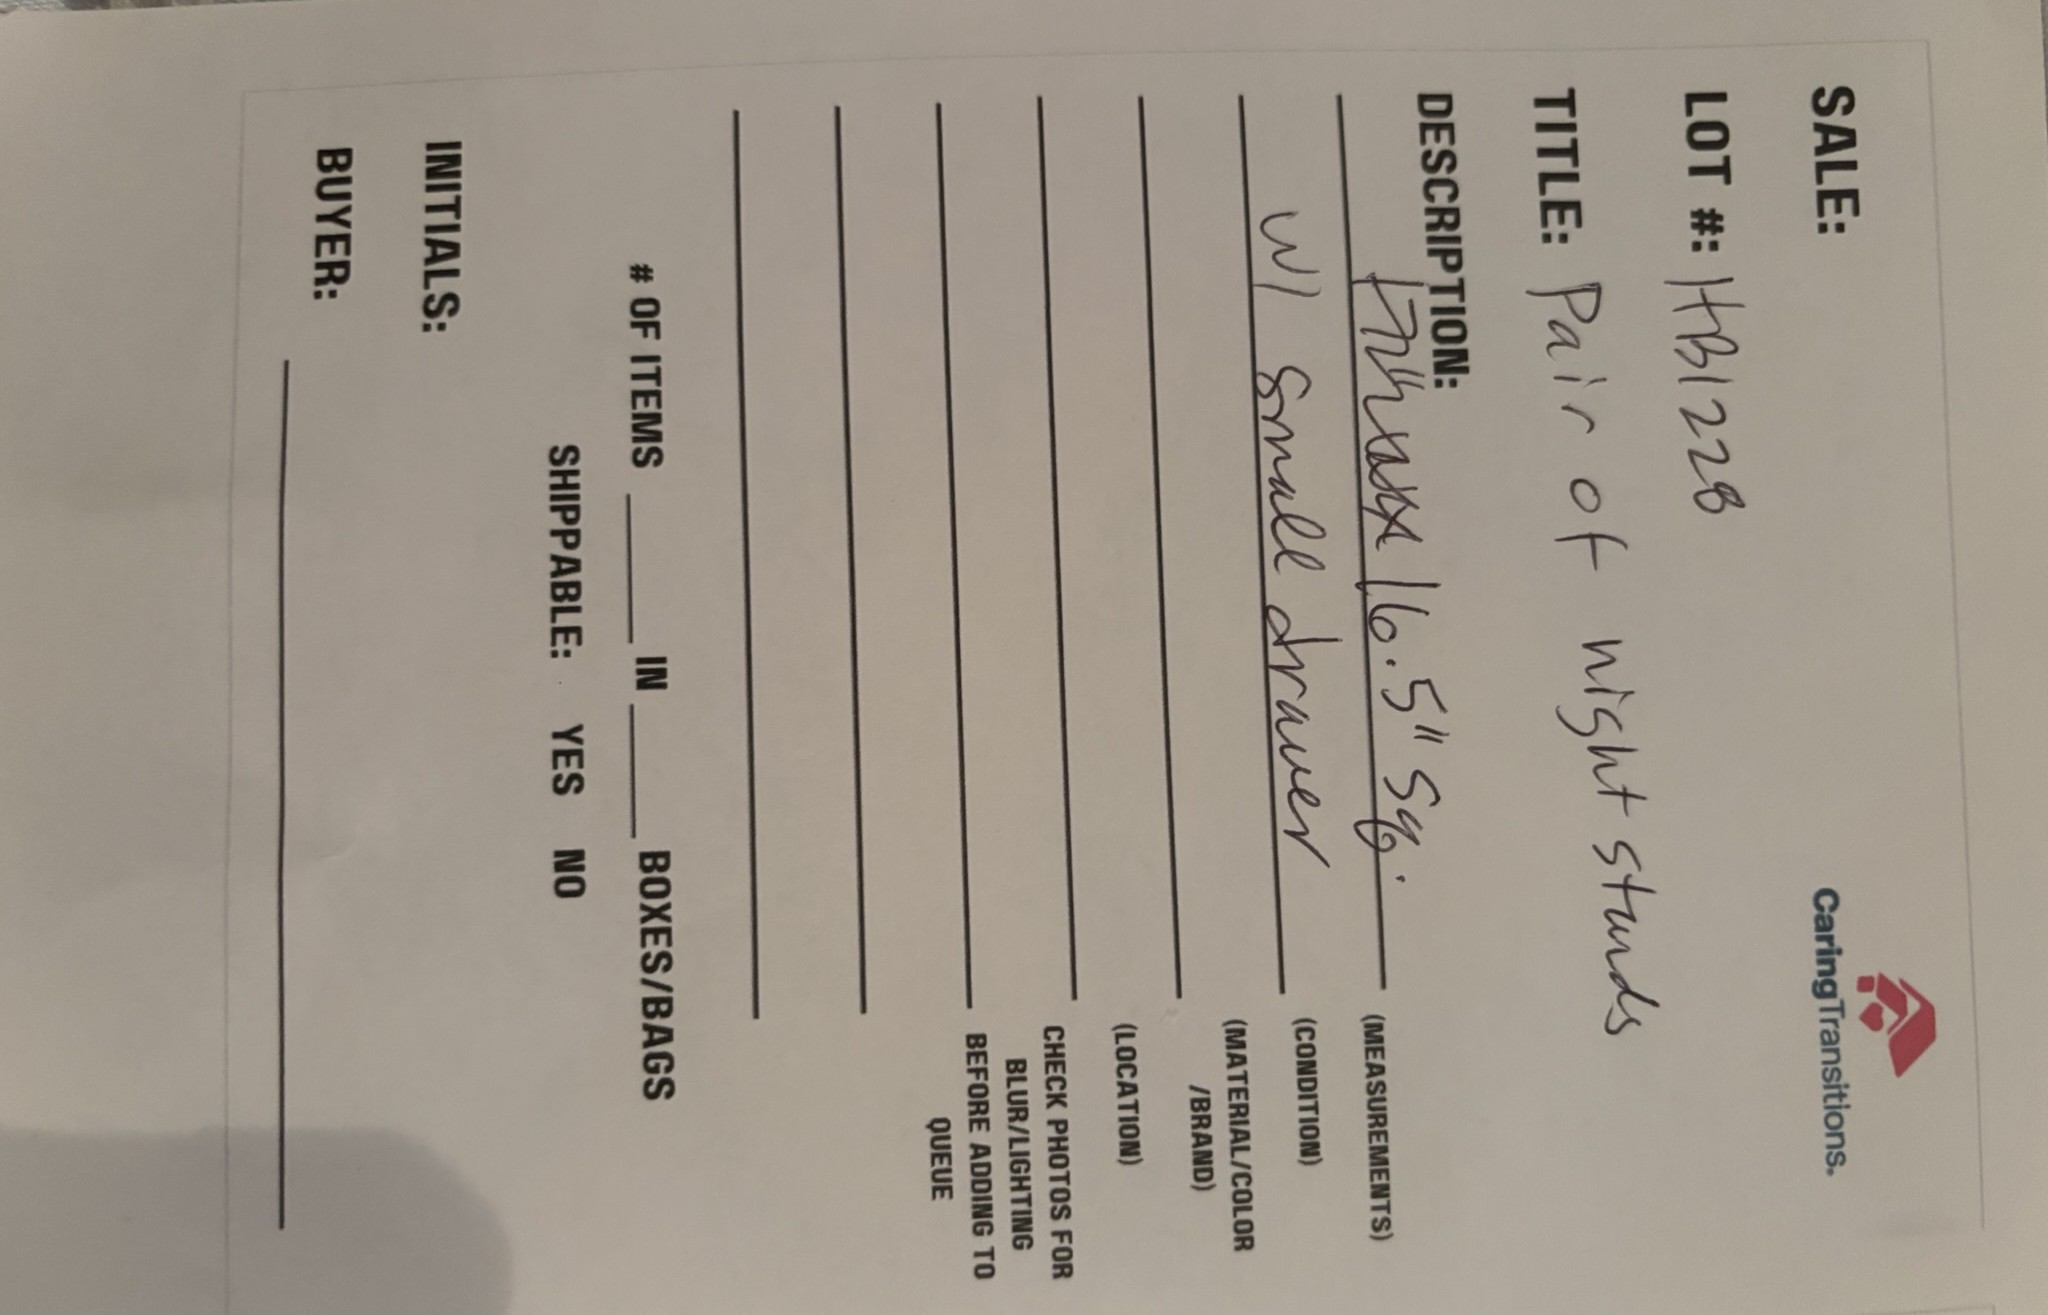 SALE:
CaringTransitions.
LOT #: HB1228
TITLE: Pair of night stands
DESCRIPTION:
16.5" sq. (MEASUREMENTS)
w/ small drawer (CONDITION)
(MATERIAL/COLOR
/BRAND)
(LOCATION)
CHECK PHOTOS FOR
BLUR/LIGHTING
BEFORE ADDING TO
QUEUE
# OF ITEMS ____ IN ____ BOXES/BAGS
SHIPPABLE: YES NO
INITIALS:
BUYER: